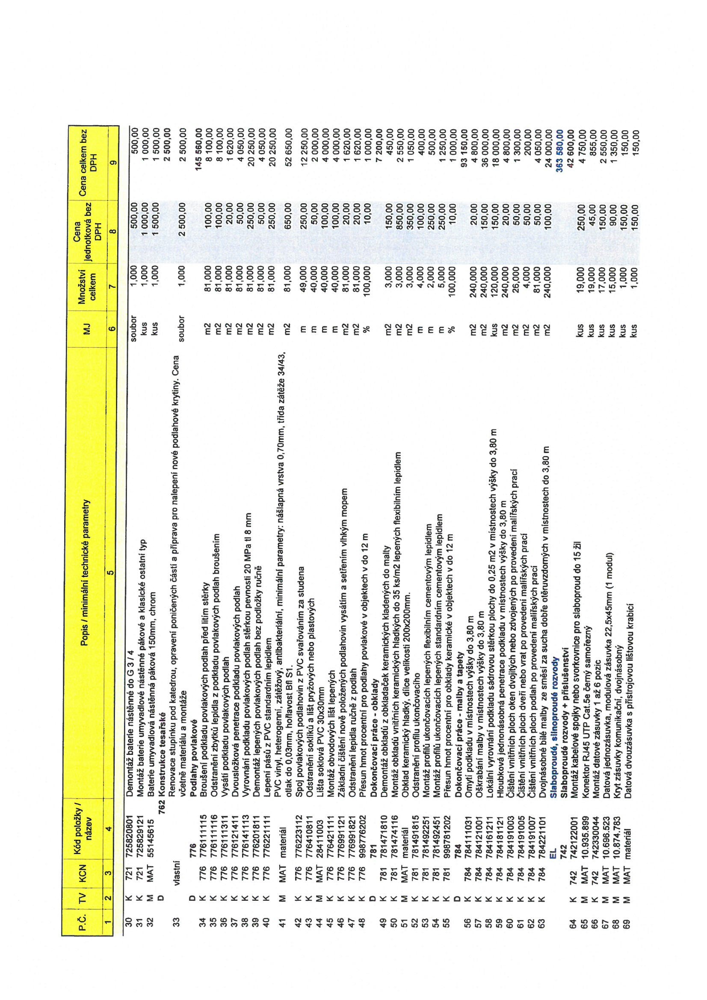 P.Č. TV KCN Kód položky / název Popis / minimální technické parametry MJ Množství celkem Cena jednotková bez DPH Cena celkem bez DPH
1 2 3 4 5 6 7 8 9
30 K 721 725820801 Demontáž baterie nástěnné do G 3 / 4 soubor 1,000 500,00 500,00
31 K 721 725829121 Montáž baterie umyvadlové nástěnné pákové a klasické ostatní typ kus 1,000 1 000,00 1 000,00
32 M MAT 55145615 Baterie umyvadlová nástěnná páková 150mm, chrom kus 1,000 1 500,00 1 500,00
D 762 Konstrukce tesařské 2 500,00
Renovace stupínku pod katedrou, opravení poničených částí a příprava pro nalepení nové podlahové krytiny. Cena
33 vlastní včetně materiálu a montáže soubor 1,000 2 500,00 2 500,00
D 776 Podlahy povlakové 145 560,00
34 K 776 776111115 Broušení podkladu povlakových podlah před litím stěrky m2 81,000 100,00 8 100,00
35 K 776 776111116 Odstranění zbytků lepidla z podkladu povlakových podlah broušením m2 81,000 100,00 8 100,00
36 K 776 776111311 Vysátí podkladu povlakových podlah m2 81,000 20,00 1 620,00
37 K 776 776121411 Dvousložková penetrace podkladu povlakových podlah m2 81,000 50,00 4 050,00
38 K 776 776141113 Vyrovnání podkladu povlakových podlah stěrkou pevnosti 20 MPa tl 8 mm m2 81,000 250,00 20 250,00
39 K 776 776201811 Demontáž lepených povlakových podlah bez podložky ručně m2 81,000 50,00 4 050,00
40 K 776 776221111 Lepení pásů z PVC standardním lepidlem m2 81,000 250,00 20 250,00
41 M MAT materiál PVC vinyl, heterogenní, zátěžový, antibakteriální, minimální parametry: nášlapná vrstva 0,70mm, třída zátěže 34/43, m2 81,000 650,00 52 650,00
otlak do 0,03mm, hořlavost Bfl S1.
42 K 776 776223112 Spoj povlakových podlahovin z PVC svařováním za studena m 49,000 250,00 12 250,00
43 K 776 776410811 Odstranění soklíků a lišt pryžových nebo plastových m 40,000 50,00 2 000,00
44 M MAT 28411003 Lišta soklová PVC 30x30mm m 40,000 100,00 4 000,00
45 K 776 776421111 Montáž obvodových lišt lepených m 40,000 100,00 4 000,00
46 K 776 776991121 Základní čištění nově položených podlahovin vysátím a setřením vlhkým mopem m2 81,000 20,00 1 620,00
47 K 776 776991821 Odstranění lepidla ručně z podlah m2 81,000 20,00 1 620,00
48 K 776 998776202 Přesun hmot procentní pro podlahy povlakové v objektech v do 12 m % 100,000 10,00 1 000,00
D 781 Dokončovací práce - obklady 7 200,00
49 K 781 781471810 Demontáž obkladů z obkladaček keramických kladených do malty m2 3,000 150,00 450,00
50 K 781 781474116 Montáž obkladů vnitřních keramických hladkých do 35 ks/m2 lepených flexibilním lepidlem m2 3,000 850,00 2 550,00
51 M MAT materiál Obklad keramický hladký, dílce velikosti 200x200mm. m2 3,000 350,00 1 050,00
52 K 781 781491815 Odstranění profilu ukončovacího m 4,000 100,00 400,00
53 K 781 781492251 Montáž profilů ukončovacích lepených flexibilním cementovým lepidlem m 2,000 250,00 500,00
54 K 781 781492451 Montáž profilů ukončovacích lepených standardním cementovým lepidlem m 5,000 250,00 1 250,00
55 K 781 998781202 Přesun hmot procentní pro obklady keramické v objektech v do 12 m % 100,000 10,00 1 000,00
D 784 Dokončovací práce - malby a tapety 93 150,00
56 K 784 784111031 Omytí podkladu v místnostech výšky do 3,80 m m2 240,000 20,00 4 800,00
57 K 784 784121001 Oškrabání malby v místnostech výšky do 3,80 m m2 240,000 150,00 36 000,00
58 K 784 784161211 Lokální vyrovnání podkladu sádrovou stěrkou plochy do 0,25 m2 v místnostech výšky do 3,80 m kus 120,000 150,00 18 000,00
59 K 784 784181121 Hloubková jednonásobná penetrace podkladu v místnostech výšky do 3,80 m m2 240,000 20,00 4 800,00
60 K 784 784191003 Čištění vnitřních ploch oken dvojitých nebo zdvojených po provedení malířských prací m2 26,000 50,00 1 300,00
61 K 784 784191005 Čištění vnitřních ploch dveří nebo vrat po provedení malířských prací m2 4,000 50,00 200,00
62 K 784 784191007 Čištění vnitřních ploch podlah po provedení malířských prací m2 81,000 50,00 4 050,00
63 K 784 784221101 Dvojnásobné bílé malby ze směsí za sucha dobře otěruvzdorných v místnostech do 3,80 m m2 240,000 100,00 24 000,00
EL Slaboproudé, silnoproudé rozvody 363 580,00
742 Slaboproudé rozvody + příslušenství 42 600,00
64 K 742 742122001 Montáž kabelové spojky nebo svorkovnice pro slaboproud do 15 žil kus 19,000 250,00 4 750,00
65 M MAT 10.935.899 Konektor RJ45 UTP Cat.5e černý samořezný kus 19,000 45,00 855,00
66 K 742 742330044 Montáž datové zásuvky 1 až 6 pozic kus 17,000 150,00 2 550,00
67 M MAT 10.696.523 Datová jednozásuvka, modulová zásuvka 22,5x45mm (1 modul) kus 15,000 90,00 1 350,00
68 M MAT 10.874.783 Kryt zásuvky komunikační, dvojnásobný kus 1,000 150,00 150,00
69 M MAT materiál Datová dvouzásuvka s přístrojovou lištovou krabicí kus 1,000 150,00 150,00